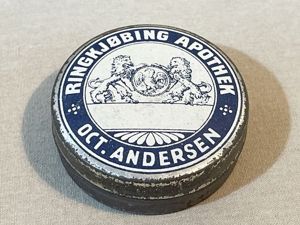 RINGKJØBING APOTHEK
OCT. ANDERSEN